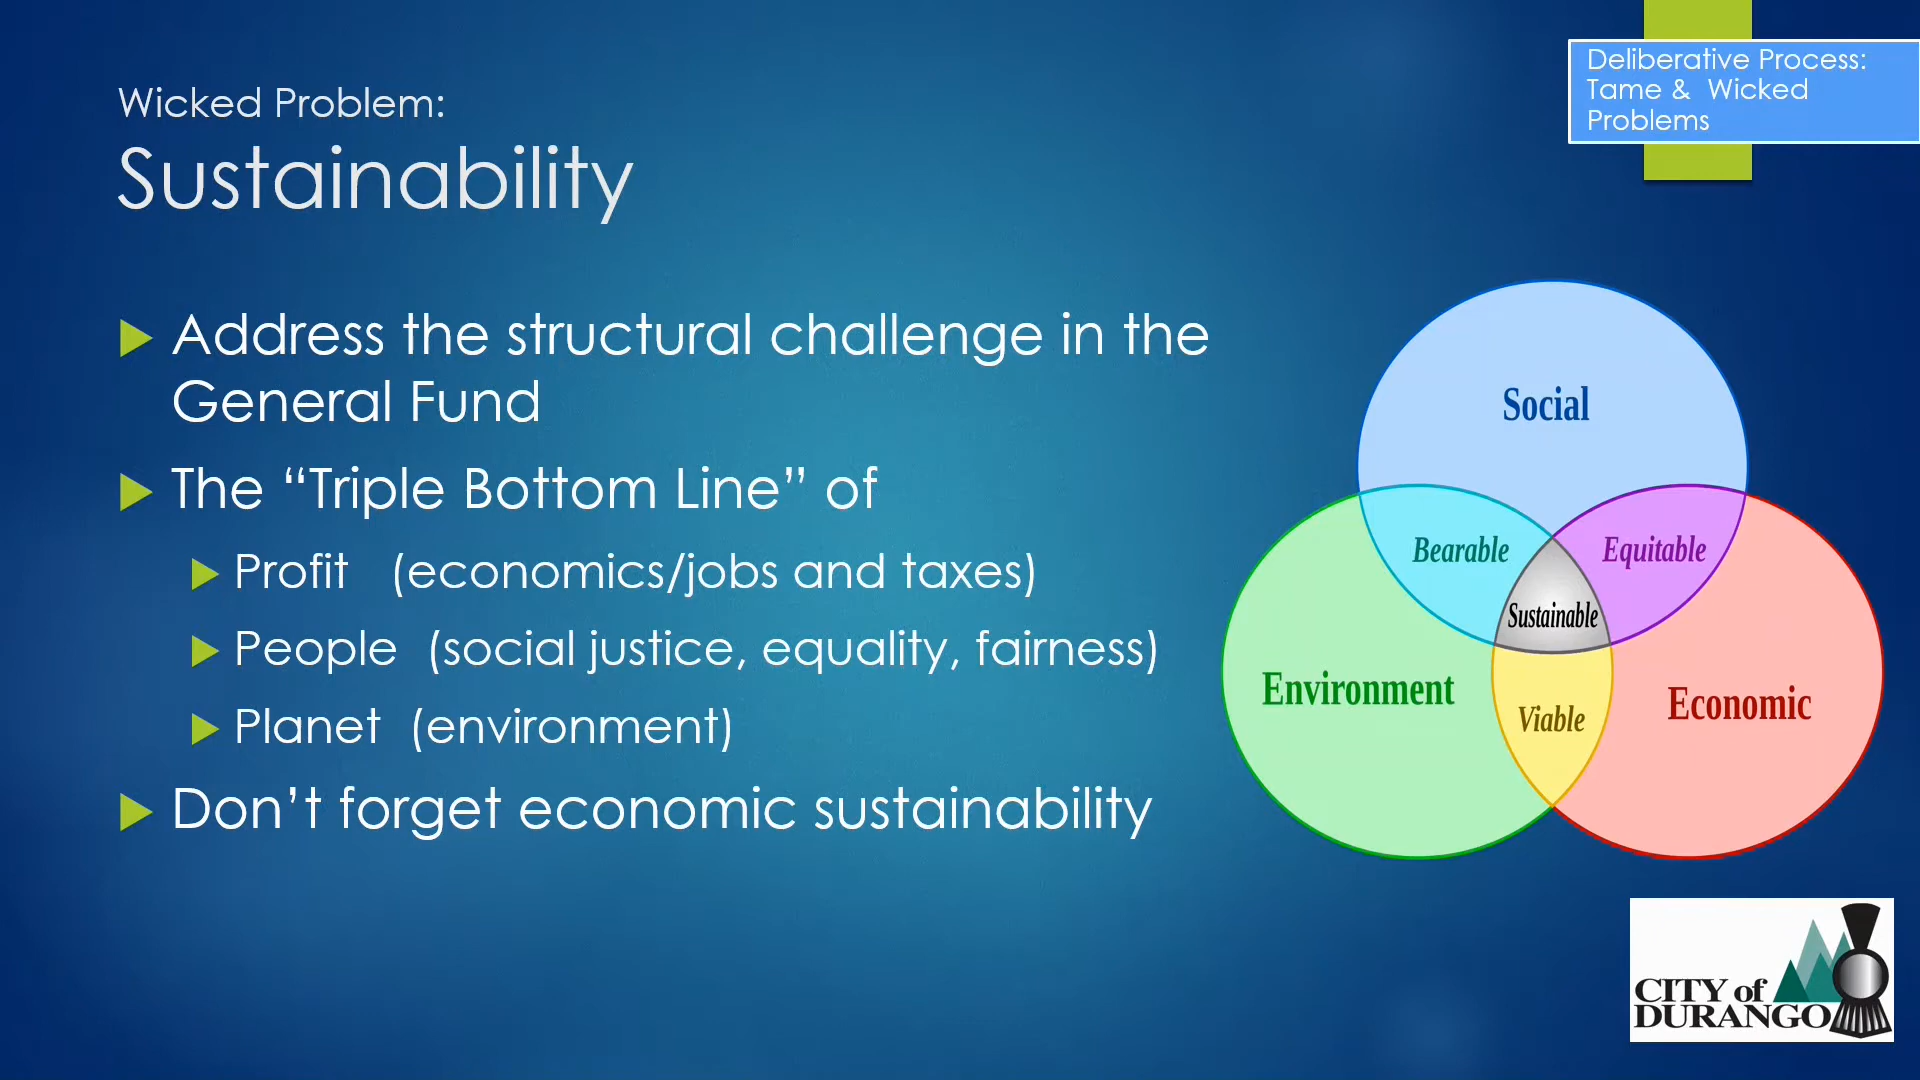 Deliberative Process:
Tame & Wicked
Problems
Wicked Problem:
Sustainability
Address the structural challenge in the
General Fund
The “Triple Bottom Line” of
Profit (economics/jobs and taxes)
People (social justice, equality, fairness)
Planet (environment)
Don’t forget economic sustainability
Social
Bearable
Equitable
Sustainable
Environment
Economic
Viable
CITY of
DURANGO